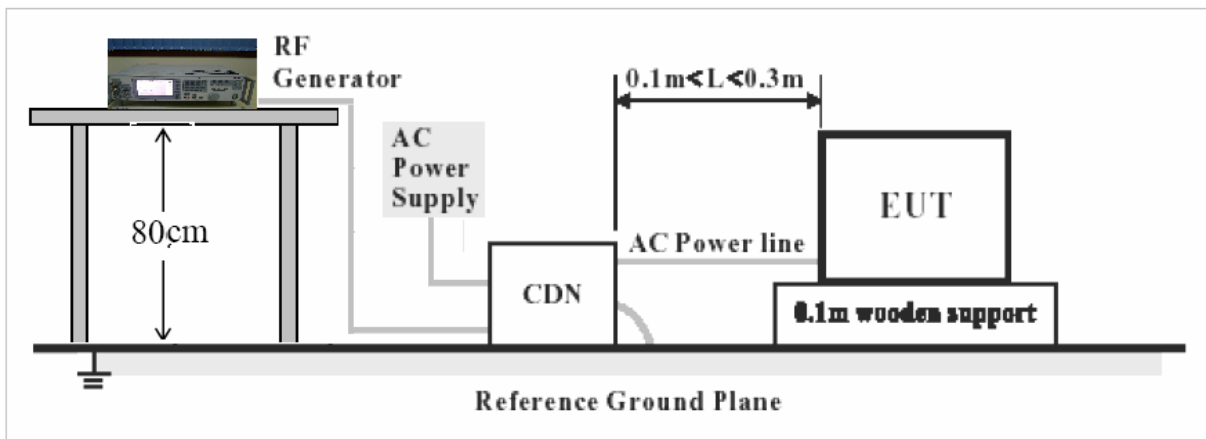 RF
Generator
0.1m<L<0.3m
AC
Power
Supply
EUT
80cm
AC Power line
CDN
0.1m wooden support
Reference Ground Plane